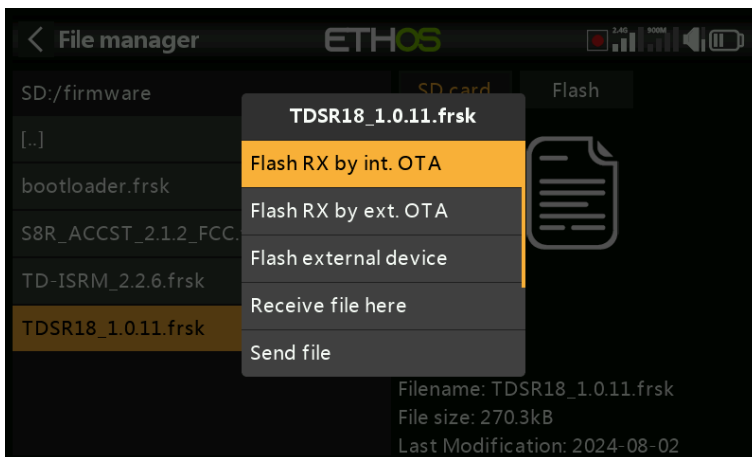 File manager
ETHOS
2.4G
900M
SD:/firmware
SD card
Flash
[..]
bootloader.frsk
S8R_ACCST_2.1.2_FCC.
TD-ISRM_2.2.6.frsk
TDSR18_1.0.11.frsk
TDSR18_1.0.11.frsk
Flash RX by int. OTA
Flash RX by ext. OTA
Flash external device
Receive file here
Send file
Filename: TDSR18_1.0.11.frsk
File size: 270.3kB
Last Modification: 2024-08-02